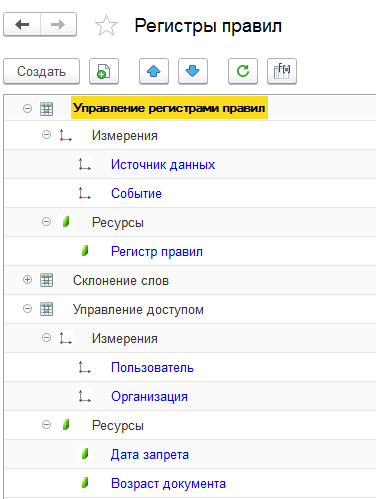 Регистры правил
Создать f(x)
Управление регистрами правил
Измерения
Источник данных
Событие
Ресурсы
Регистр правил
Склонение слов
Управление доступом
Измерения
Пользователь
Организация
Ресурсы
Дата запрета
Возраст документа